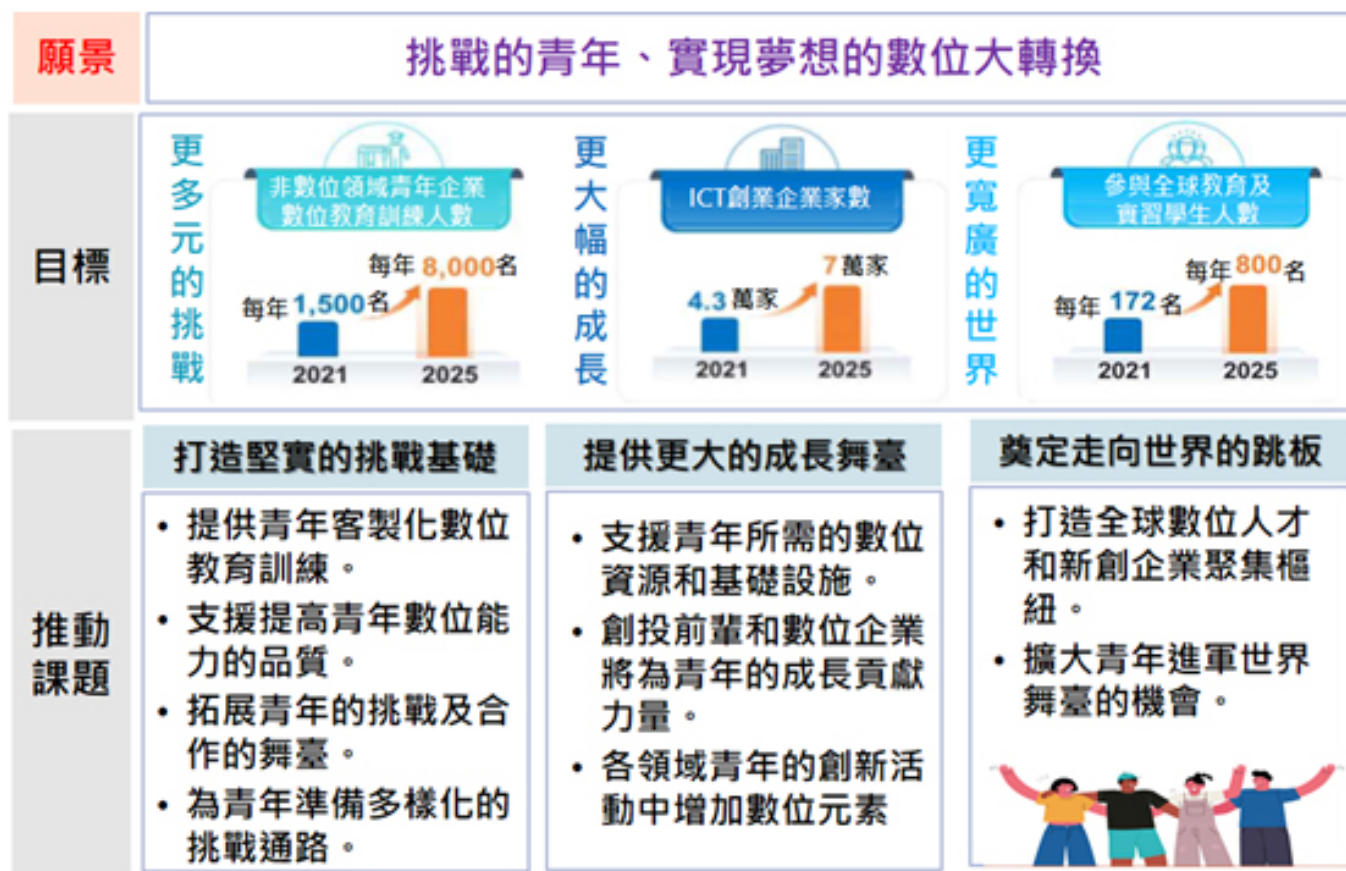 願景
挑戰的青年、實現夢想的數位大轉換
目標
更多元的挑戰
非數位領域青年企業
數位教育訓練人數
每年 1,500 名
每年 8,000名
2021
2025
更大幅的成長
ICT創業企業家數
4.3 萬家
7 萬家
2021
2025
更寬廣的世界
參與全球教育及
實習學生人數
每年 172 名
每年 800 名
2021
2025
推動
課題
打造堅實的挑戰基礎
• 提供青年客製化數位
教育訓練。
• 支援提高青年數位能
力的品質。
• 拓展青年的挑戰及合
作的舞臺。
• 為青年準備多樣化的
挑戰通路。
提供更大的成長舞臺
• 支援青年所需的數位
資源和基礎設施。
• 創投前輩和數位企業
將為青年的成長貢獻
力量。
• 各領域青年的創新活
動中增加數位元素
奠定走向世界的跳板
• 打造全球數位人才
和新創企業聚集樞
紐。
• 擴大青年進軍世界
舞臺的機會。